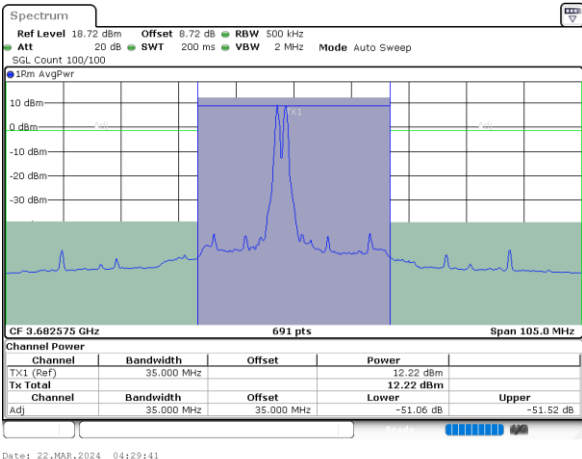 Spectrum
Ref Level 18.72 dBm Offset 8.72 dB RBW 500 kHz
Att 20 dB SWT 200 ms VBW 2 MHz Mode Auto Sweep
SGL Count 100/100
1Rm AvgPwr
10 dBm
TX1
0 dBm
Adj
Adj
-10 dBm
-20 dBm
-30 dBm
CF 3.682575 GHz 691 pts Span 105.0 MHz
Channel Power
Channel Bandwidth Offset Power
TX1 (Ref) 35.000 MHz 12.22 dBm
Tx Total 12.22 dBm
Channel Bandwidth Offset Lower Upper
Adj 35.000 MHz 35.000 MHz -51.06 dB -51.52 dB
Ready
Date: 22.MAR.2024 04:29:41